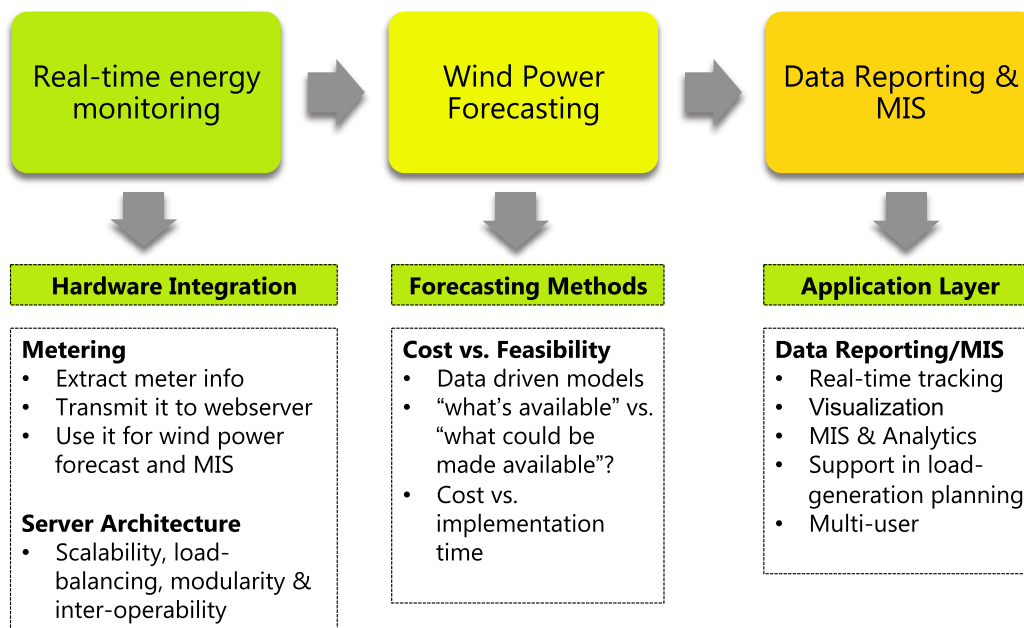 Real-time energy
monitoring
Wind Power
Forecasting
Data Reporting &
MIS
Hardware Integration
Forecasting Methods
Application Layer
Metering
• Extract meter info
• Transmit it to webserver
• Use it for wind power
forecast and MIS
Server Architecture
• Scalability, load-
balancing, modularity &
inter-operability
Cost vs. Feasibility
• Data driven models
• “what’s available” vs.
“what could be
made available”?
• Cost vs.
implementation
time
Data Reporting/MIS
• Real-time tracking
• Visualization
• MIS & Analytics
• Support in load-
generation planning
• Multi-user